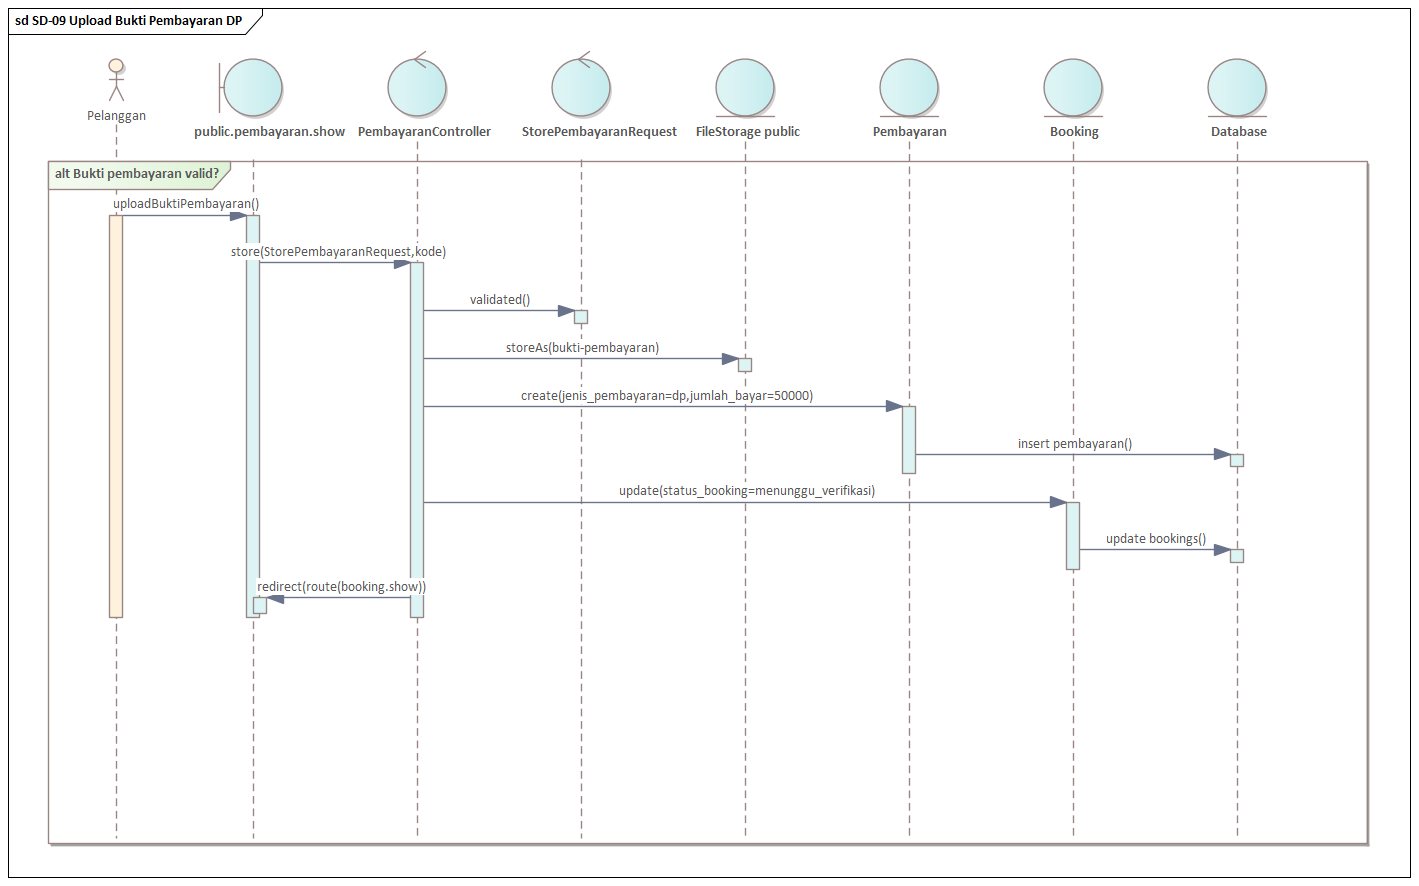 sd SD-09 Upload Bukti Pembayaran DP
Pelanggan
public.pembayaran.show
PembayaranController
StorePembayaranRequest
FileStorage public
Pembayaran
Booking
Database
alt Bukti pembayaran valid?
uploadBuktiPembayaran()
store(StorePembayaranRequest,kode)
validated()
storeAs(bukti-pembayaran)
create(jenis_pembayaran=dp,jumlah_bayar=50000)
insert pembayaran()
update(status_booking=menunggu_verifikasi)
update bookings()
redirect(route(booking.show))